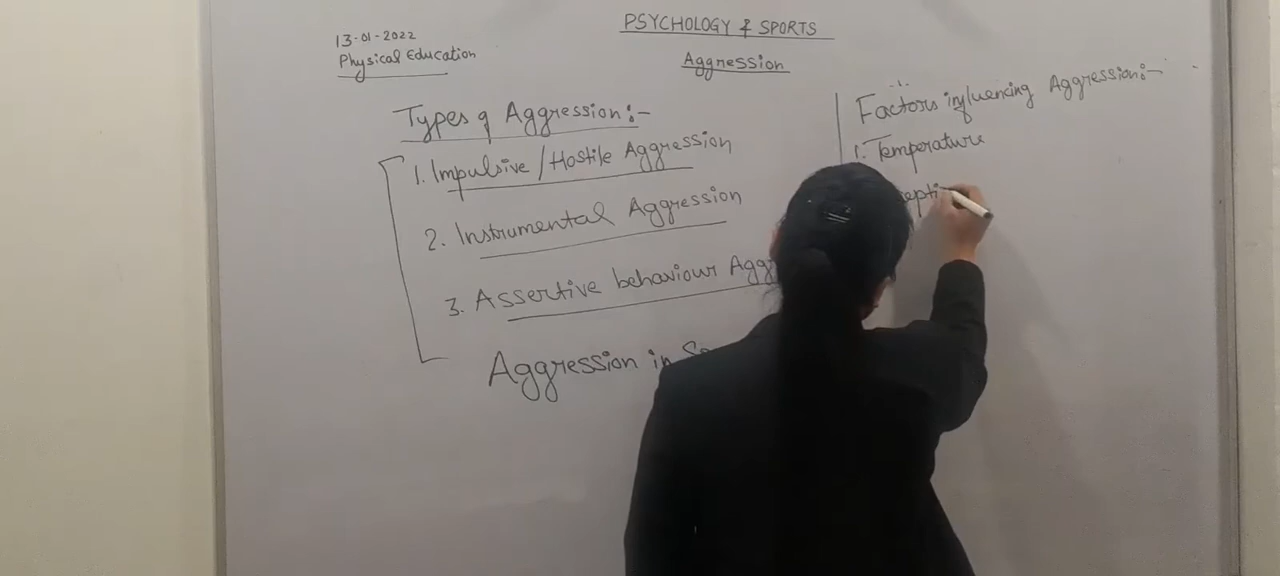 13-01-2022
Physical Education
PSYCHOLOGY & SPORTS
Aggression
Types of Aggression:-
1. Impulsive / Hostile Aggression
2. Instrumental Aggression
3. Assertive behaviour
Aggression in
Factors influencing Aggression:-
1. Temperature